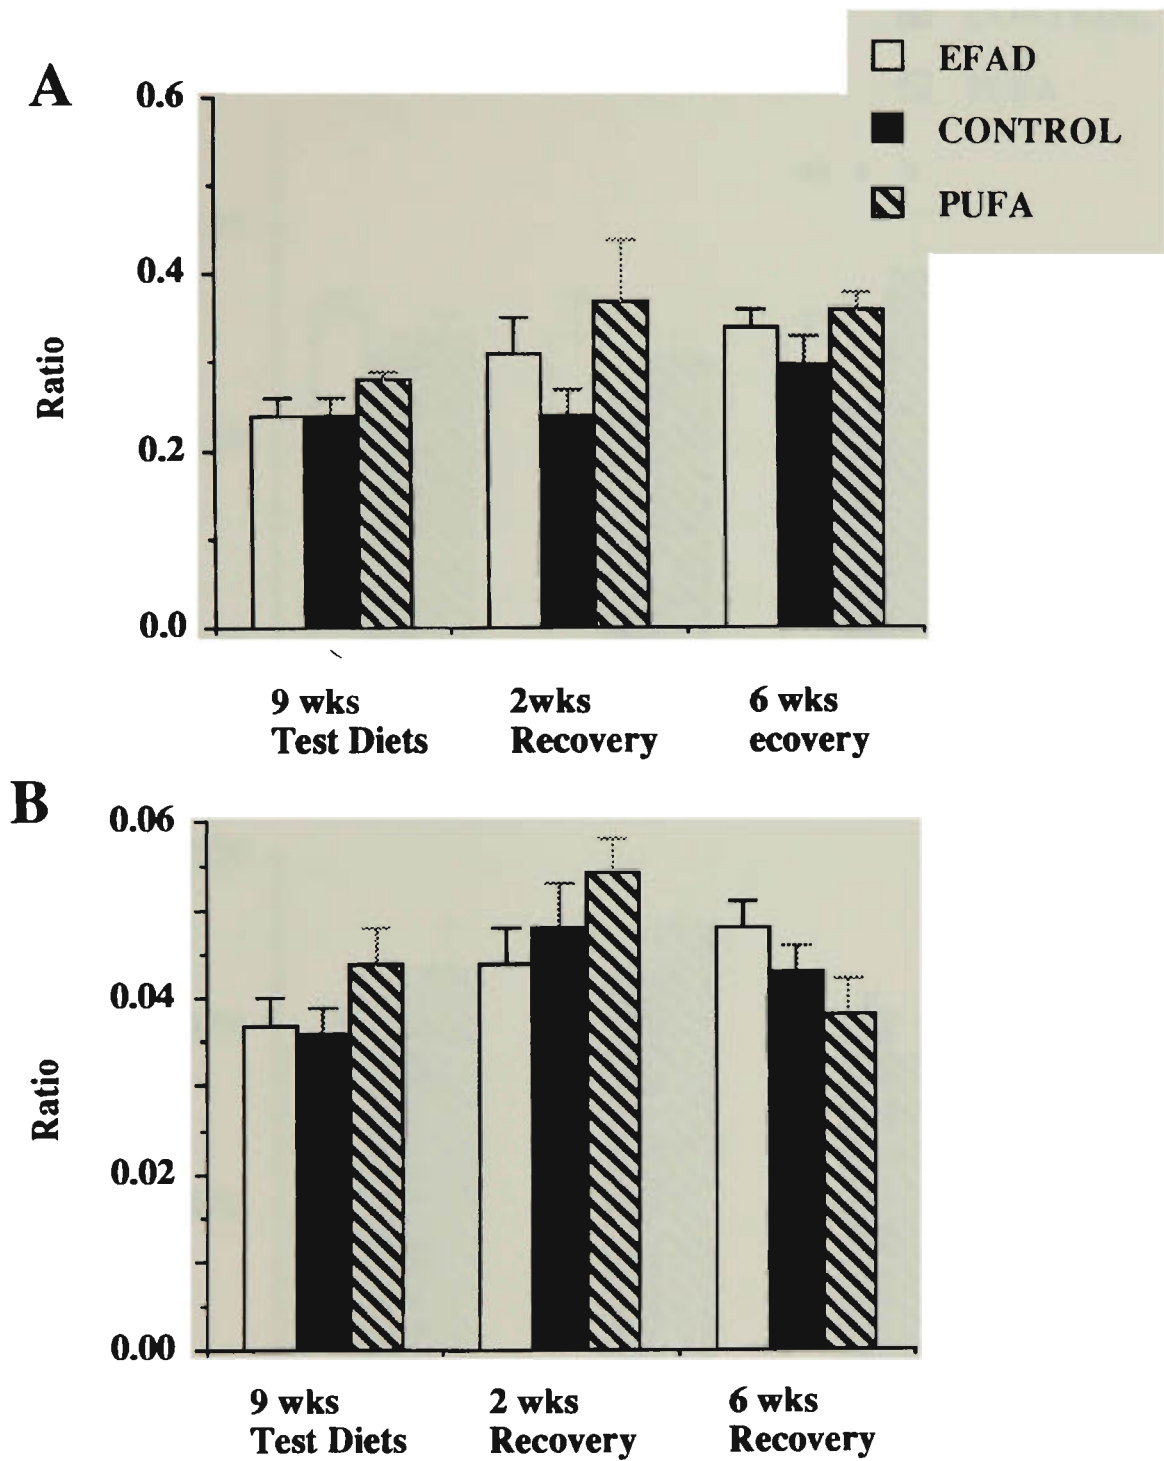 A
EFAD
CONTROL
PUFA
0.6
0.4
0.2
0.0
Ratio
9 wks
Test Diets
2wks
Recovery
6 wks
ecovery
B
0.06
0.04
0.02
0.00
Ratio
9 wks
Test Diets
2 wks
Recovery
6 wks
Recovery